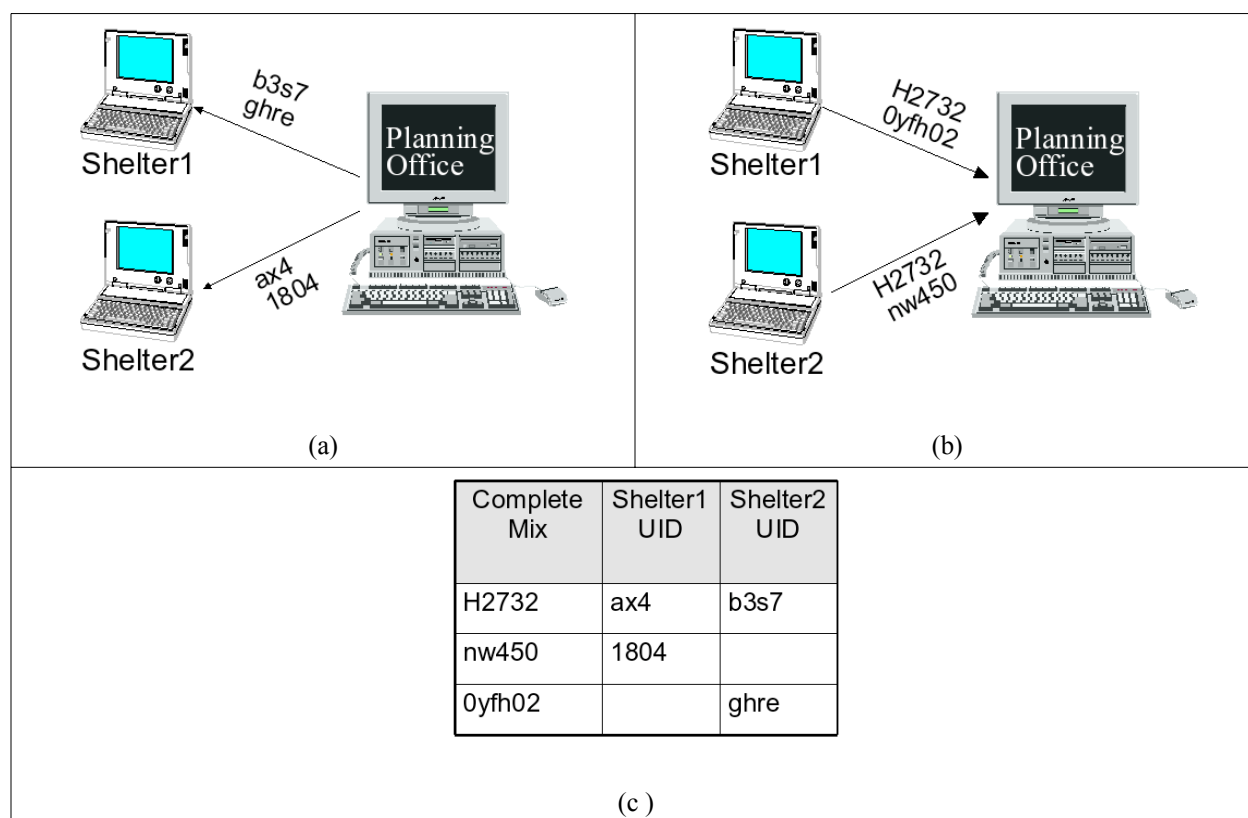 b3s7
ghre
Planning
Office
Shelter1
ax4
1804
Shelter2
(a)
H2732
0yfh02
Planning
Office
Shelter1
H2732
nw450
Shelter2
(b)
Complete Mix
Shelter1 UID
Shelter2 UID
H2732 ax4 b3s7
nw450 1804
0yfh02 ghre
(c )